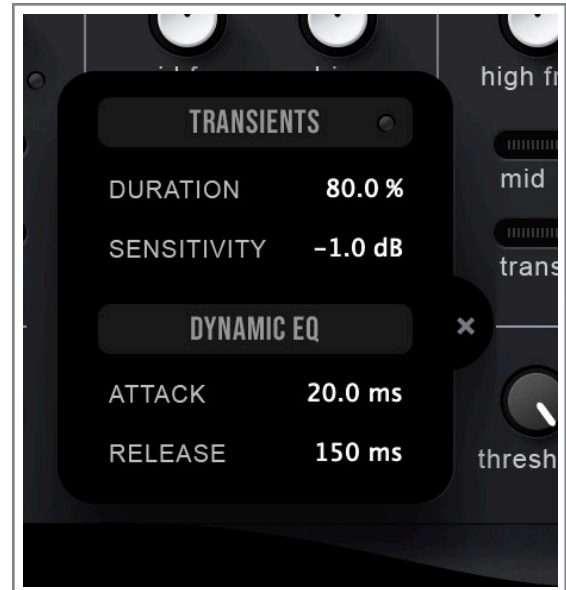 high fr
TRANSIENTS
DURATION 80.0 %
mid
SENSITIVITY −1.0 dB
trans
DYNAMIC EQ
×
ATTACK 20.0 ms
RELEASE 150 ms
thresh